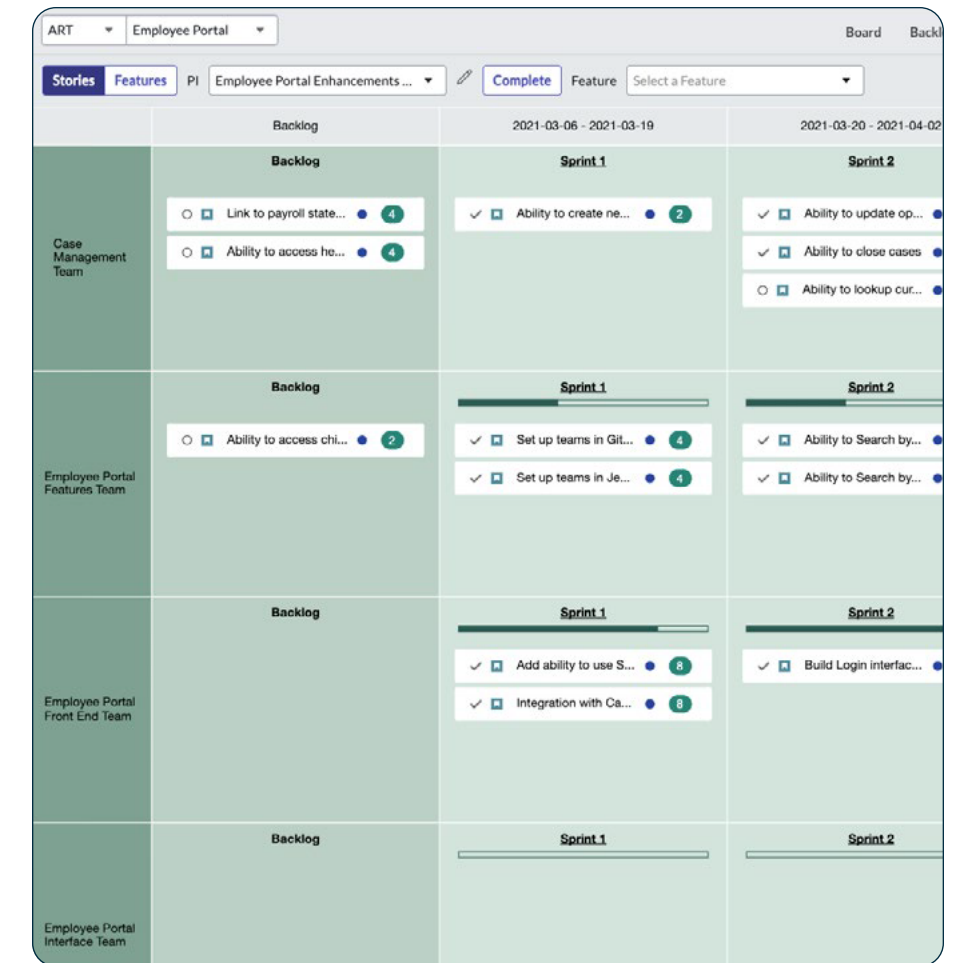 ART Employee Portal Board Backl
Stories Features PI Employee Portal Enhancements ... Complete Feature Select a Feature
Backlog 2021-03-06 - 2021-03-19 2021-03-20 - 2021-04-02
Backlog Sprint 1 Sprint 2
Link to payroll state... 4 Ability to create ne... 2 Ability to update op...
Case
Management
Team
Ability to access he... 4 Ability to close cases
Ability to lookup cur...
Backlog Sprint 1 Sprint 2
Ability to access chi... 2 Set up teams in Git... 4 Ability to Search by...
Employee Portal
Features Team
Set up teams in Je... 4 Ability to Search by...
Backlog Sprint 1 Sprint 2
Add ability to use S... 8 Build Login interfac...
Employee Portal
Front End Team
Integration with Ca... 8
Backlog Sprint 1 Sprint 2
Employee Portal
Interface Team